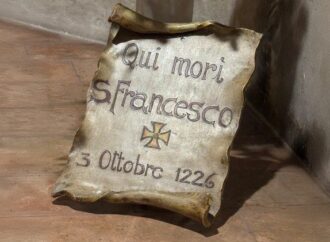 Qui mori
S. Francesco
3 Ottobre 1226